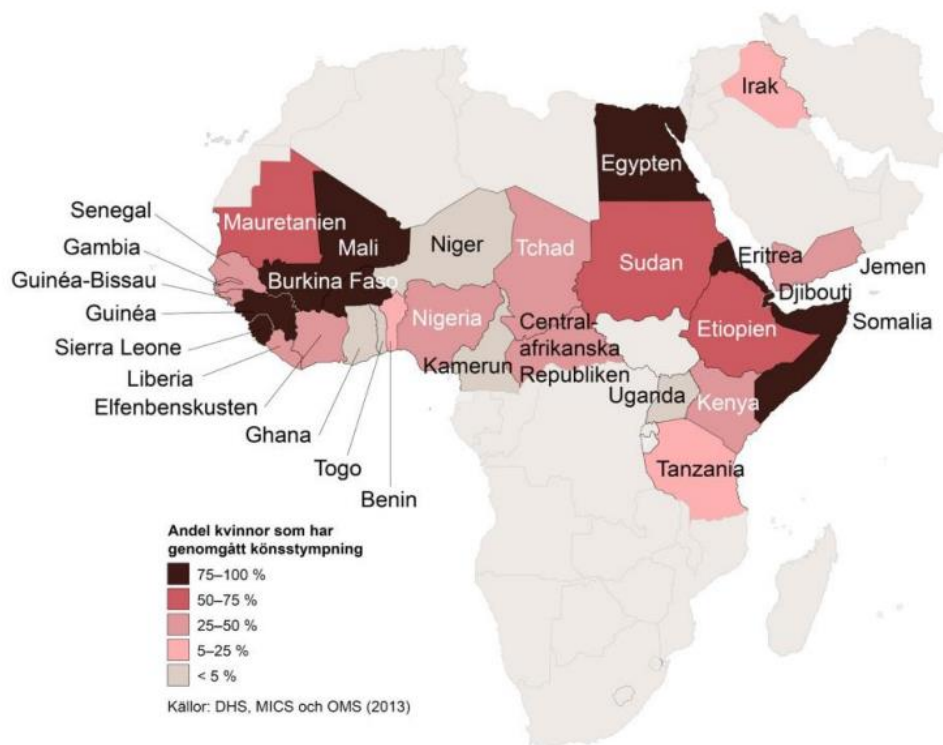 Irak
Egypten
Senegal
Mauretanien
Gambia
Mali
Niger
Tchad
Sudan
Eritrea
Jemen
Guinéa-Bissau
Burkina Faso
Djibouti
Guinéa
Nigeria
Etiopien
Somalia
Sierra Leone
Central-
afrikanska
Republiken
Liberia
Kamerun
Elfenbenskusten
Uganda
Kenya
Ghana
Togo
Tanzania
Benin
Andel kvinnor som har
genomgått könsstympning
75–100 %
50–75 %
25–50 %
5–25 %
< 5 %
Källor: DHS, MICS och OMS (2013)